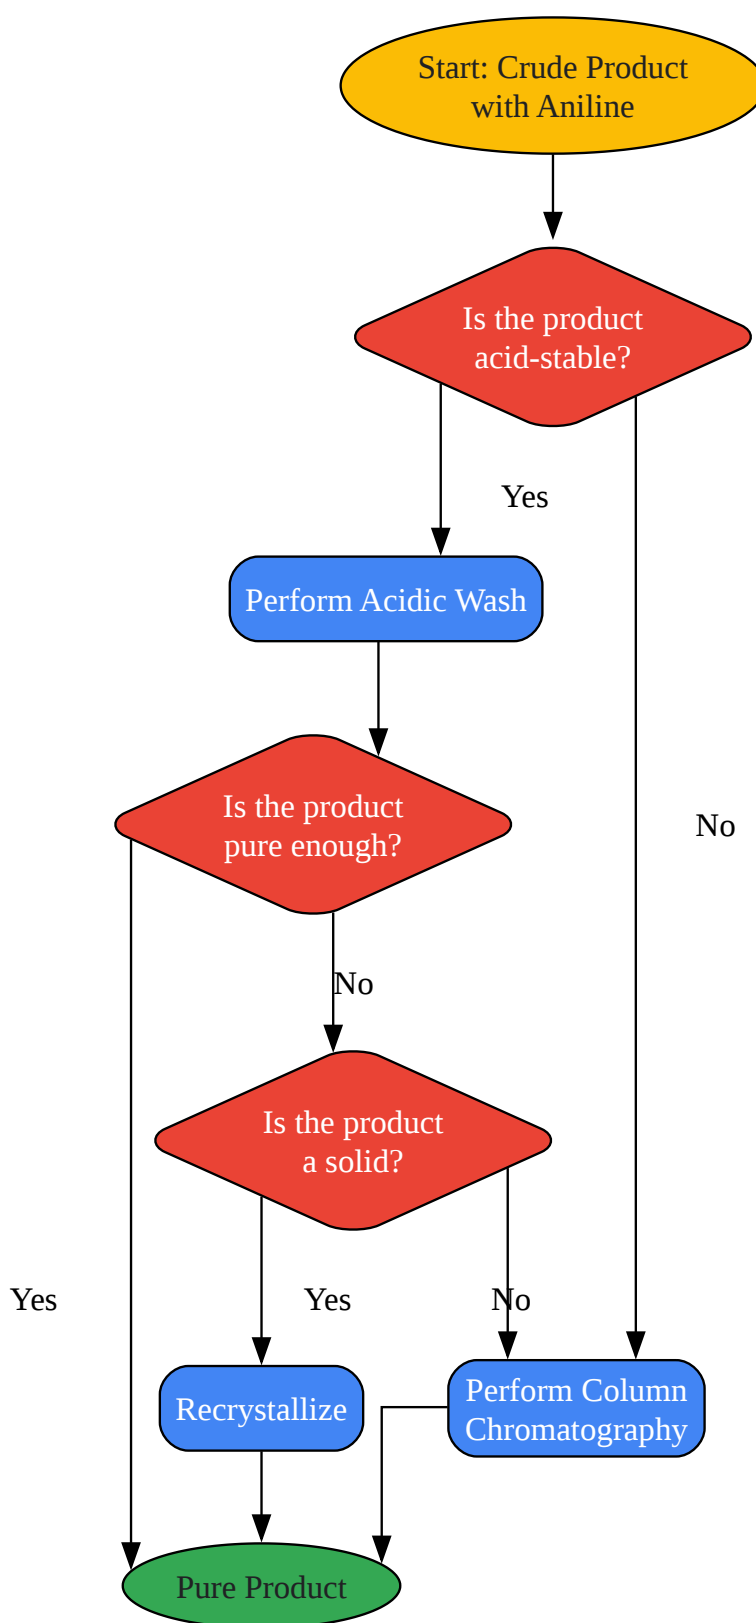 Start: Crude Product
with Aniline
Is the product
acid-stable?
Yes
Perform Acidic Wash
Is the product
pure enough?
No
No
Is the product
a solid?
Yes
Yes
No
Recrystallize
Perform Column
Chromatography
Pure Product